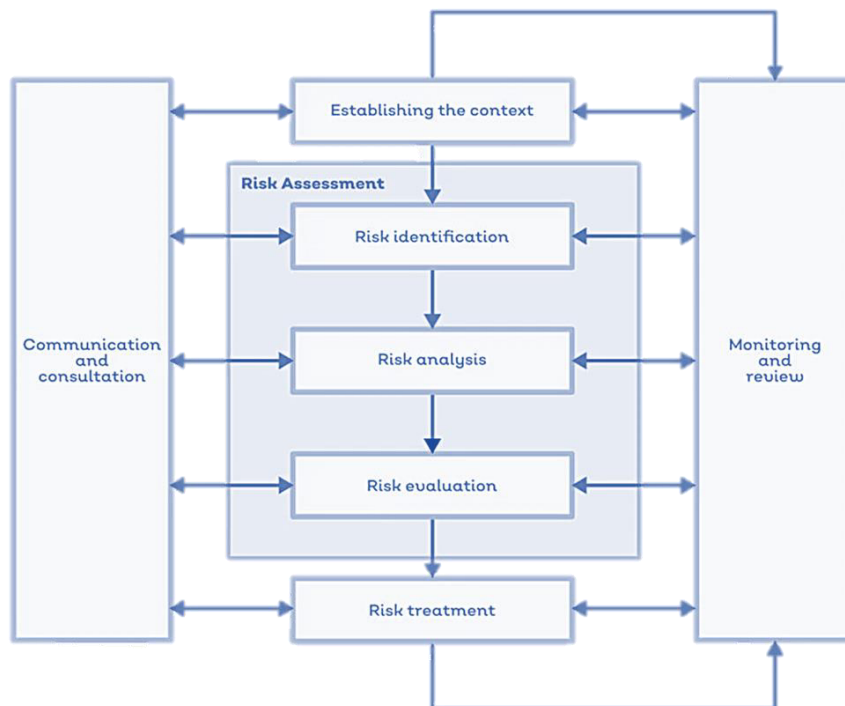 Establishing the context
Risk Assessment
Risk identification
Communication
and
consultation
Risk analysis
Monitoring
and
review
Risk evaluation
Risk treatment